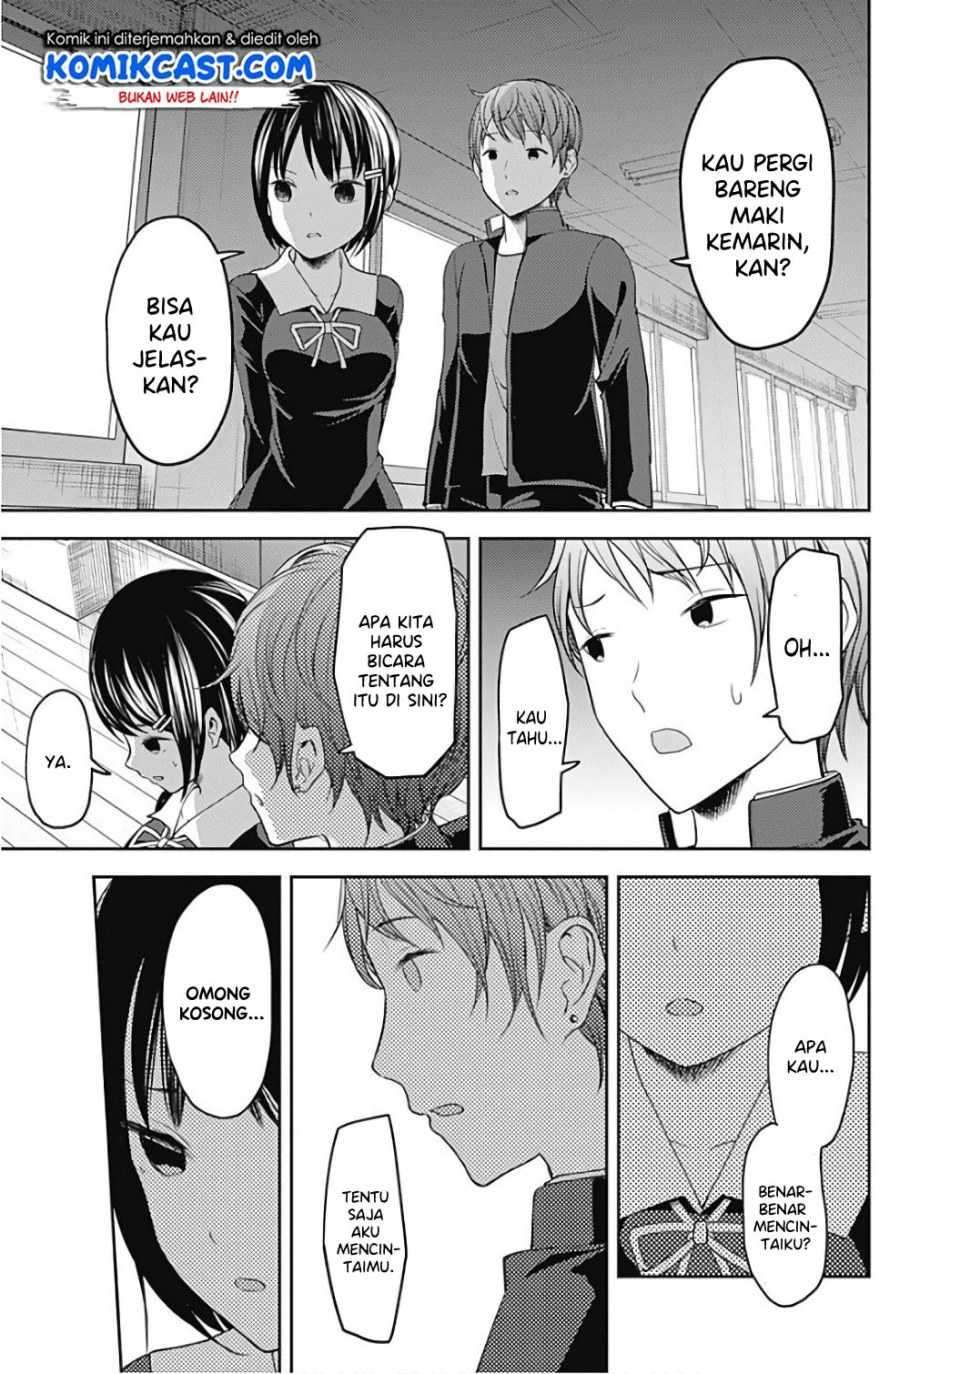 Komik ini diterjemahkan & diedit oleh
KOMIKCAST.COM
BUKAN WEB LAIN!!
KAU PERGI
BARENG
MAKI
KEMARIN,
KAN?
BISA
KAU
JELAS-
KAN?
OH...
KAU
TAHU...
APA KITA
HARUS
BICARA
TENTANG
ITU DI SINI?
YA.
APA
KAU...
BENAR-
BENAR
MENCIN-
TAIKU?
TENTU
SAJA
AKU
MENCIN-
TAIMU.
OMONG
KOSONG...